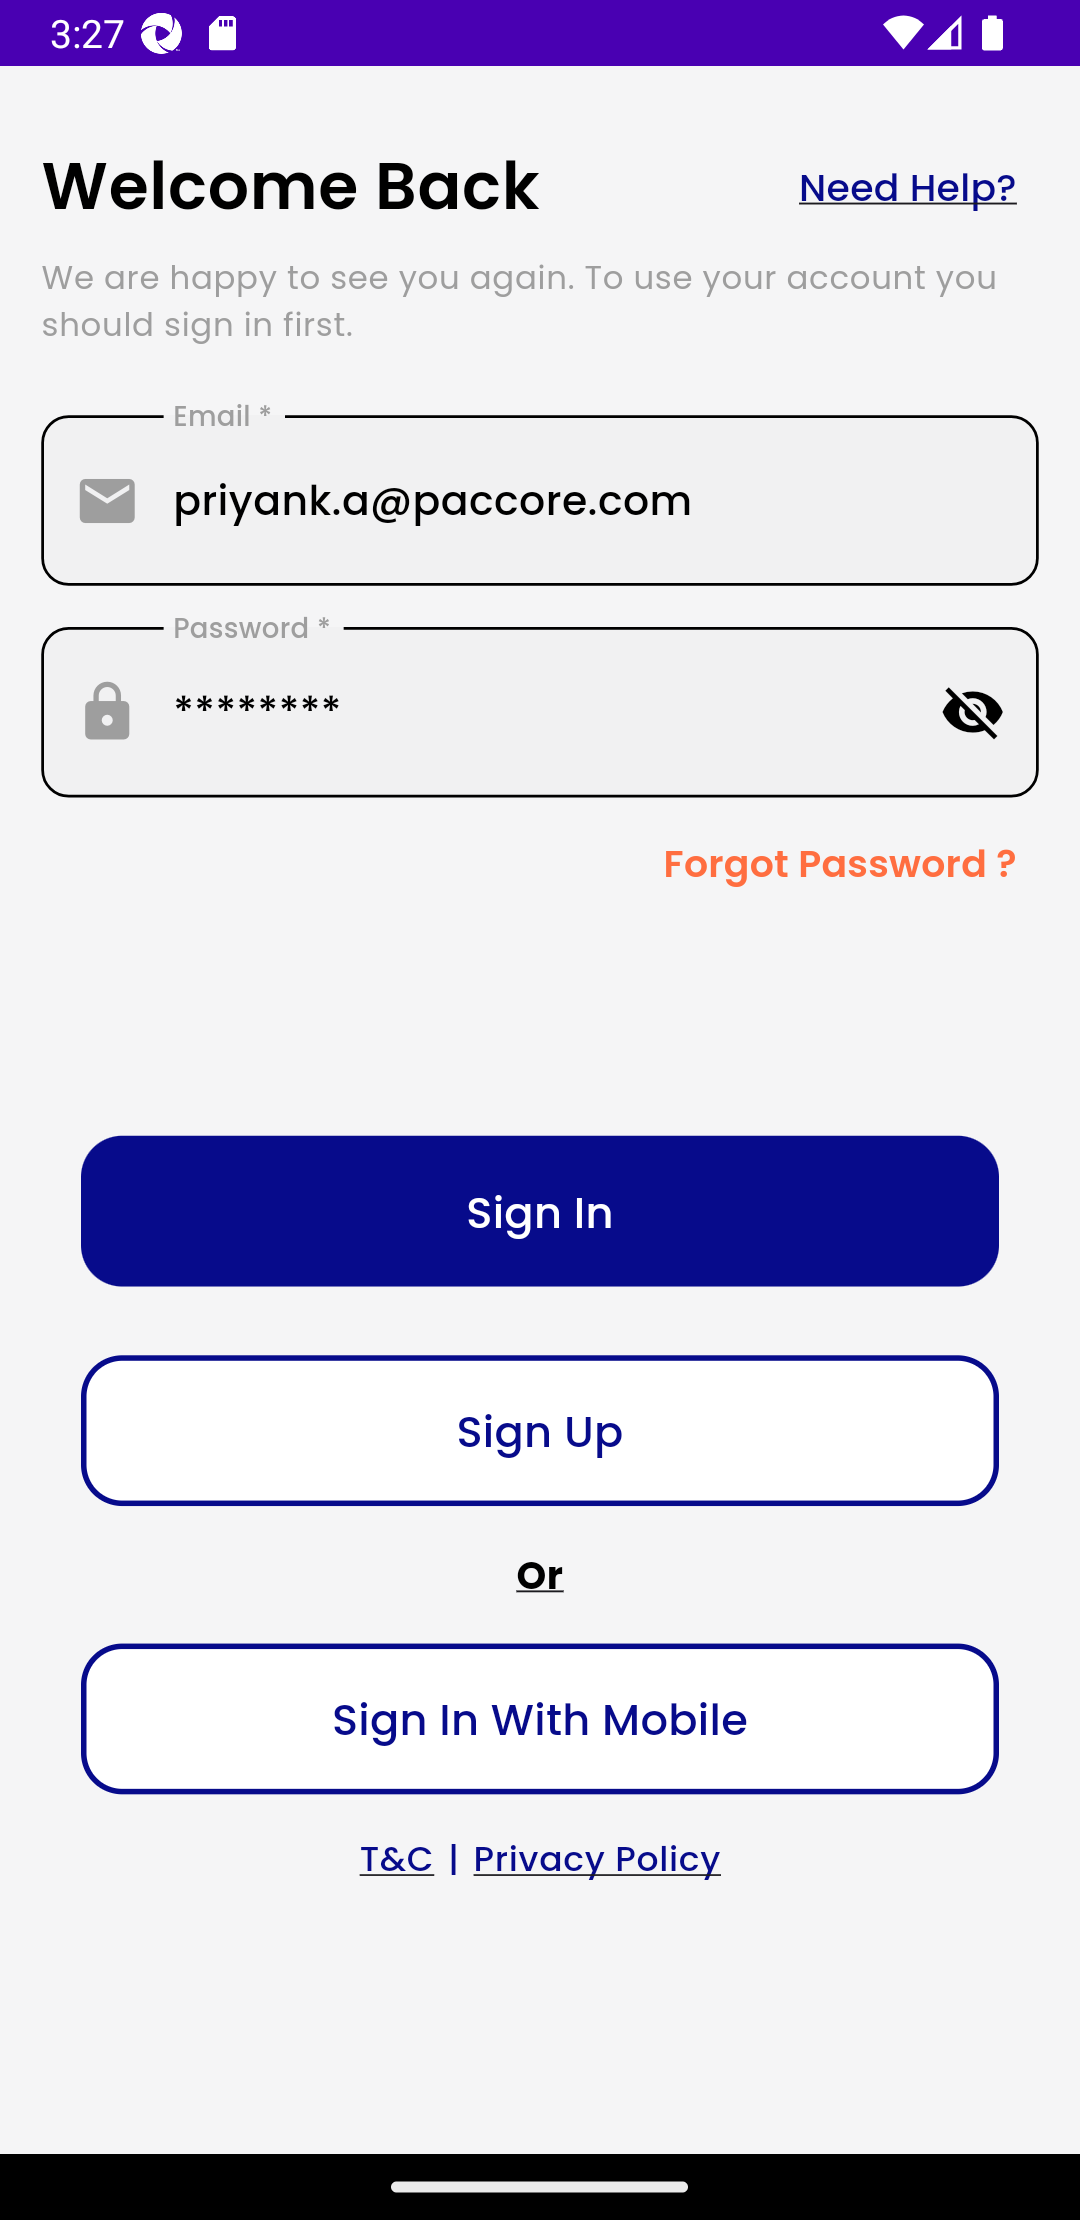 3:27
Welcome Back
Need Help?
We are happy to see you again. To use your account you
should sign in first.
Email *
priyank.a@paccore.com
Password *
********
Forgot Password ?
Sign In
Sign Up
Or
Sign In With Mobile
T&C | Privacy Policy